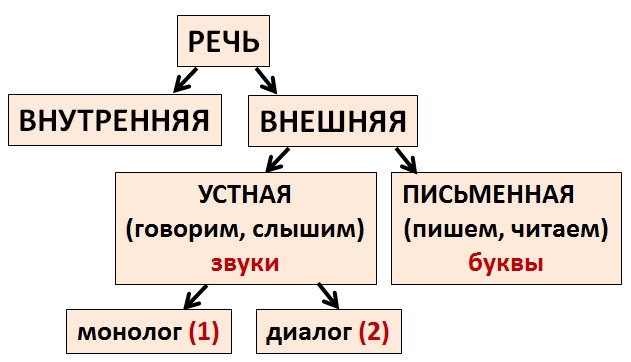 РЕЧЬ
ВНУТРЕННЯЯ
ВНЕШНЯЯ
УСТНАЯ
(говорим, слышим)
звуки
ПИСЬМЕННАЯ
(пишем, читаем)
буквы
монолог (1)
диалог (2)